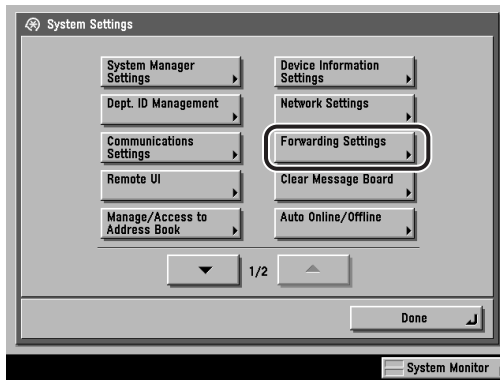 System Settings
System Manager
Settings
Device Information
Settings
Dept. ID Management
Network Settings
Communications
Settings
Forwarding Settings
Remote UI
Clear Message Board
Manage/Access to
Address Book
Auto Online/Offline
1/2
Done
System Monitor